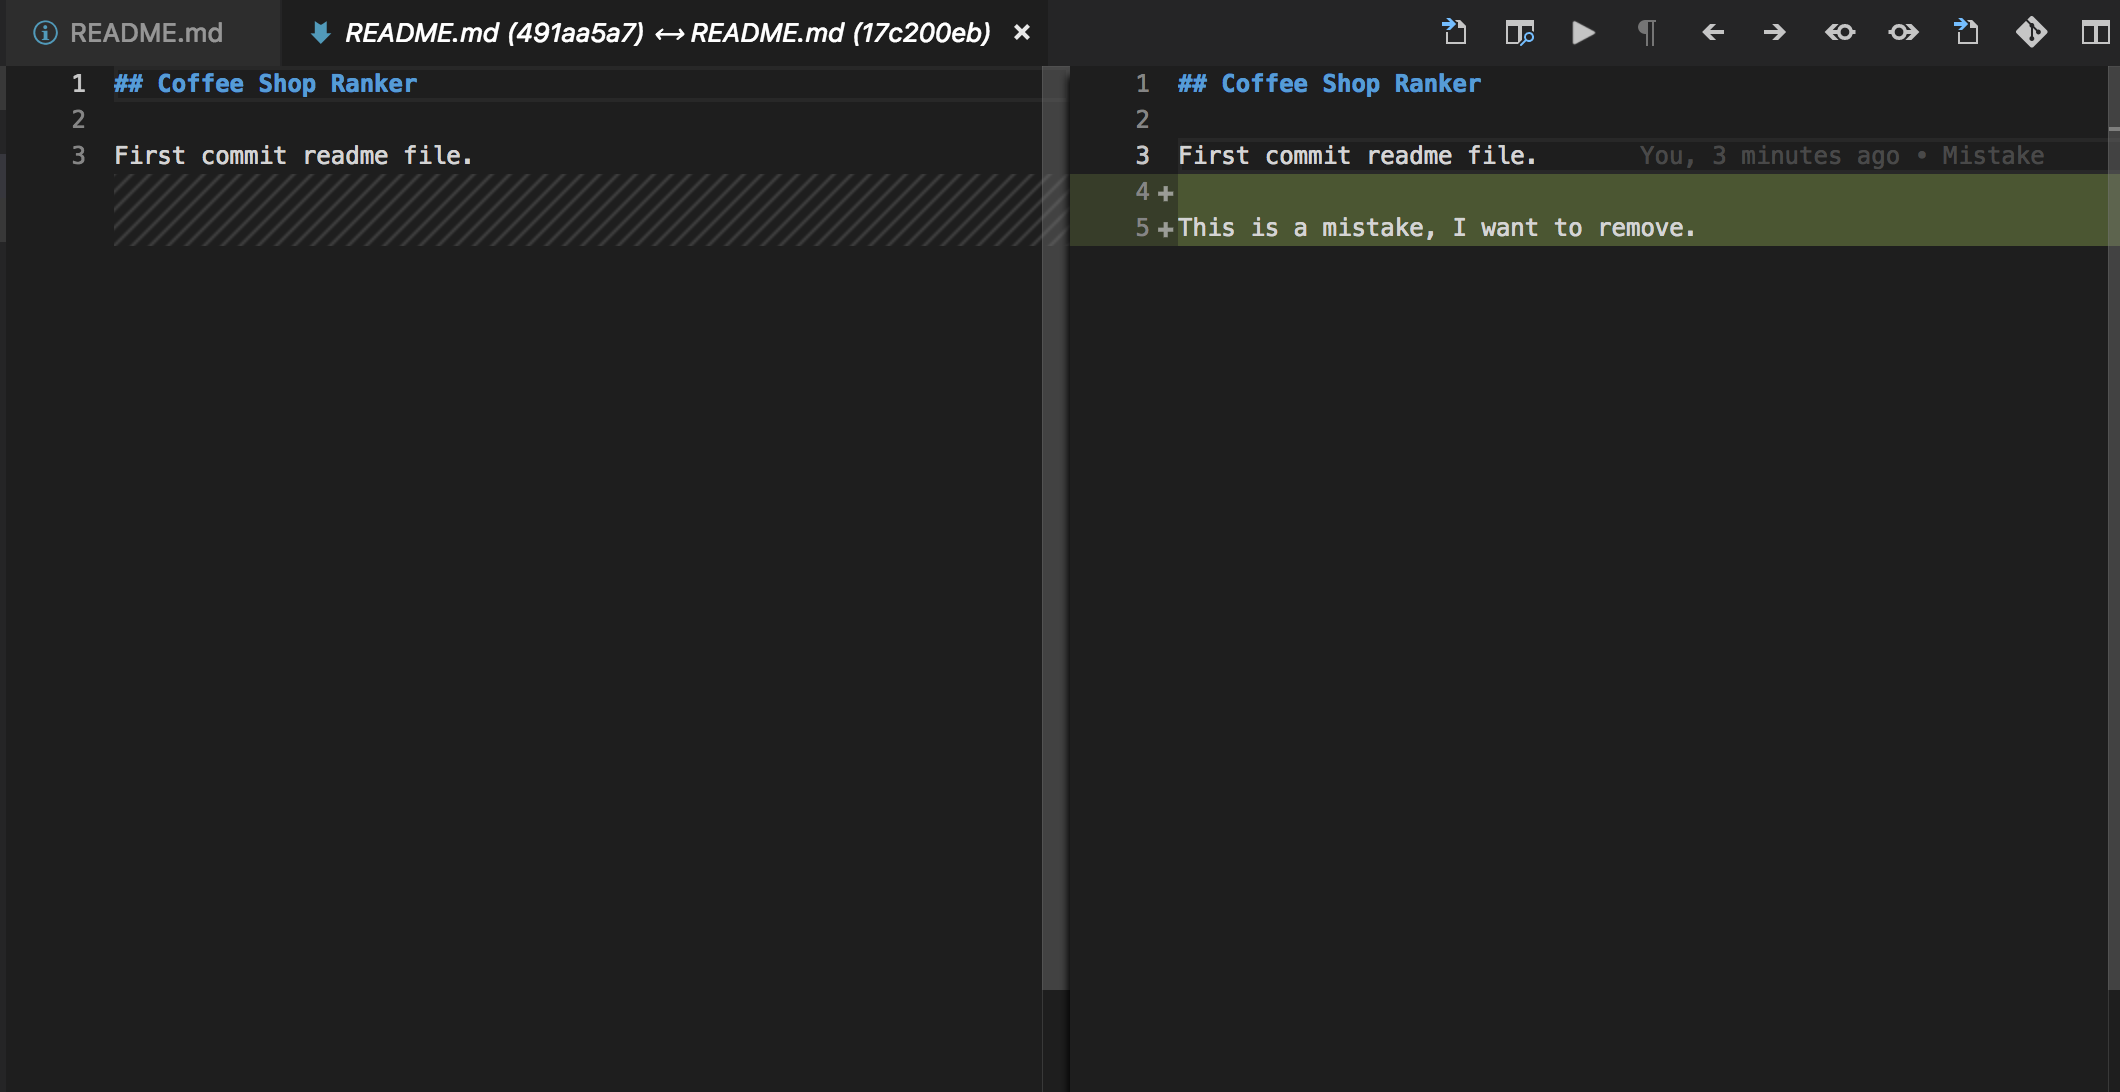 README.md
README.md (491aa5a7) ↔ README.md (17c200eb) ×
1 ## Coffee Shop Ranker
2
3 First commit readme file.
1 ## Coffee Shop Ranker
2
3 First commit readme file. You, 3 minutes ago • Mistake
4 +
5 + This is a mistake, I want to remove.